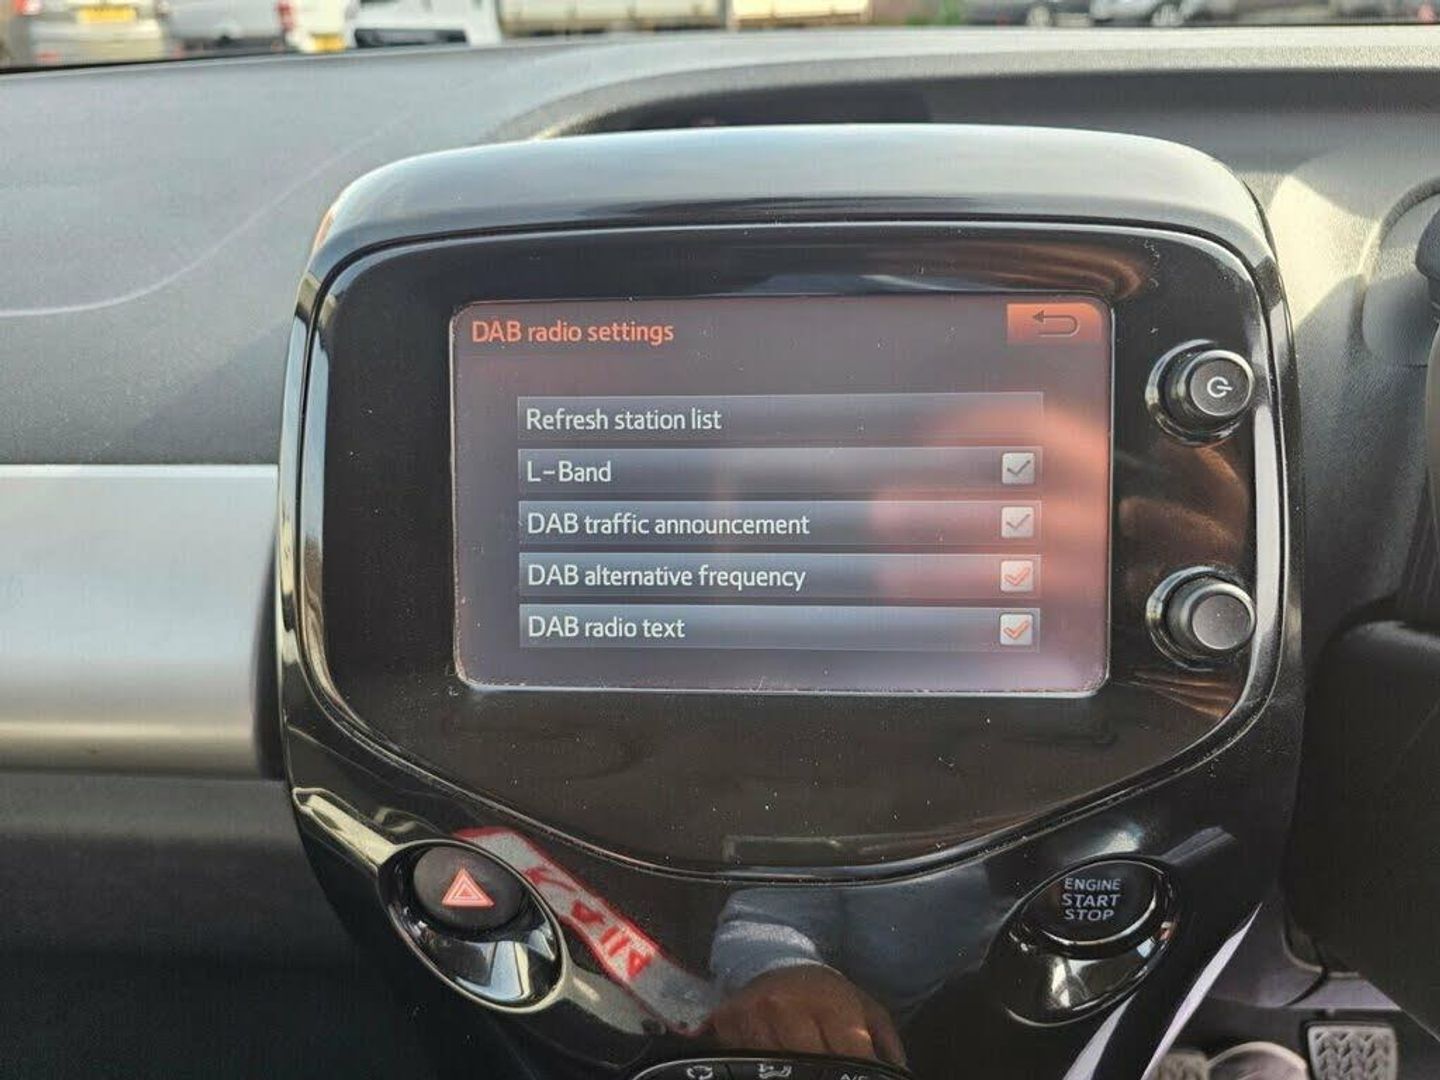 DAB radio settings
Refresh station list
L-Band
DAB traffic announcement
DAB alternative frequency
DAB radio text
ENGINE
START
STOP